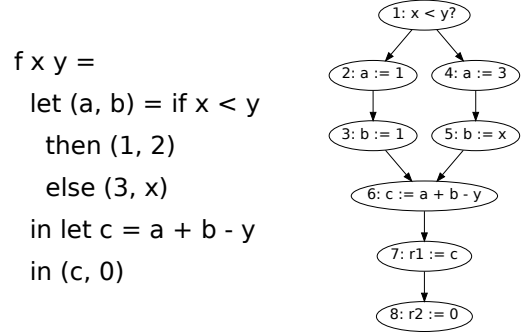 f x y =
let (a, b) = if x < y
then (1, 2)
else (3, x)
in let c = a + b - y
in (c, 0)
1: x < y?
2: a := 1
4: a := 3
3: b := 1
5: b := x
6: c := a + b - y
7: r1 := c
8: r2 := 0